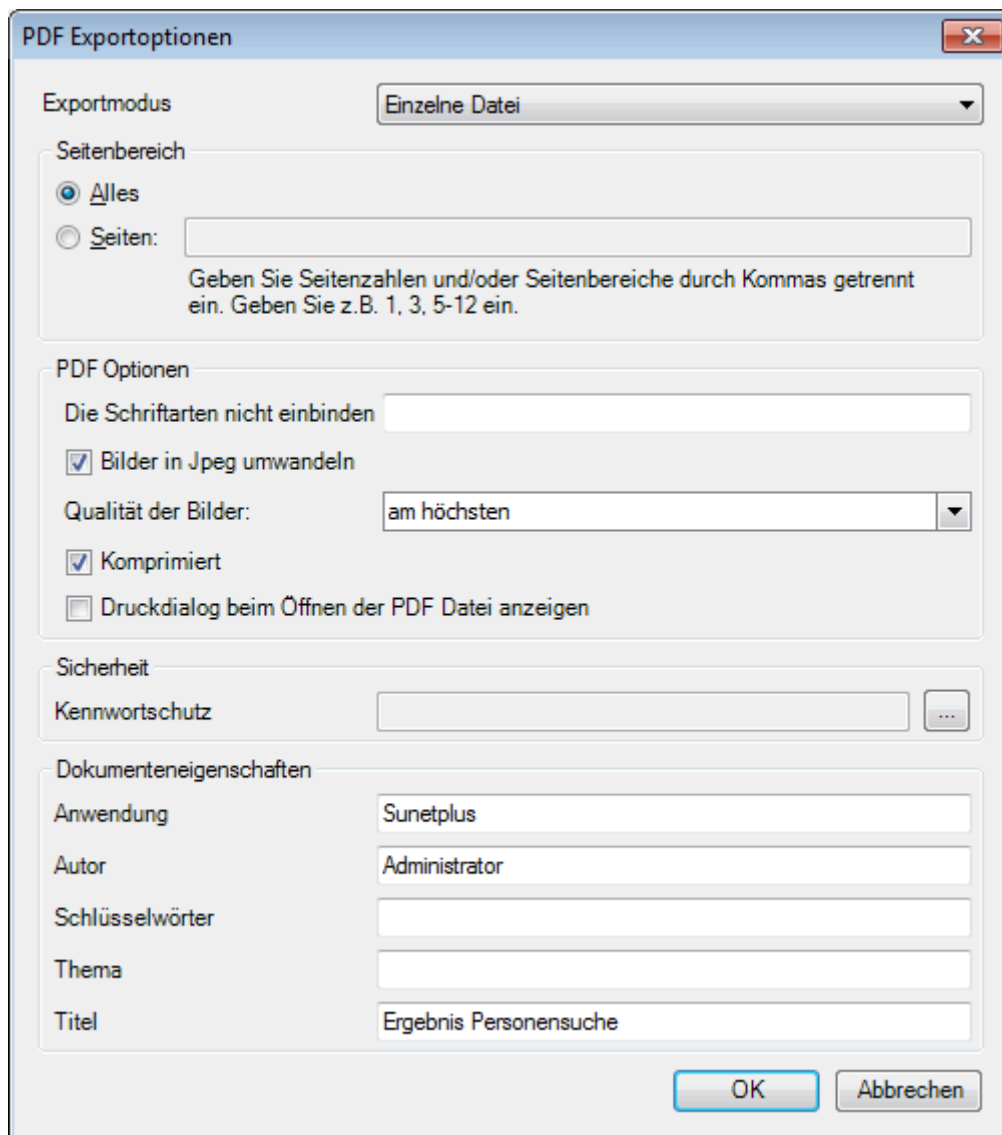 PDF Exportoptionen
Exportmodus Einzelne Datei
Seitenbereich
Alles
Seiten:
Geben Sie Seitenzahlen und/oder Seitenbereiche durch Kommas getrennt
ein. Geben Sie z.B. 1, 3, 5-12 ein.
PDF Optionen
Die Schriftarten nicht einbinden
Bilder in Jpeg umwandeln
Qualität der Bilder: am höchsten
Komprimiert
Druckdialog beim Öffnen der PDF Datei anzeigen
Sicherheit
Kennwortschutz ...
Dokumenteneigenschaften
Anwendung Sunetplus
Autor Administrator
Schlüsselwörter
Thema
Titel Ergebnis Personensuche
OK Abbrechen